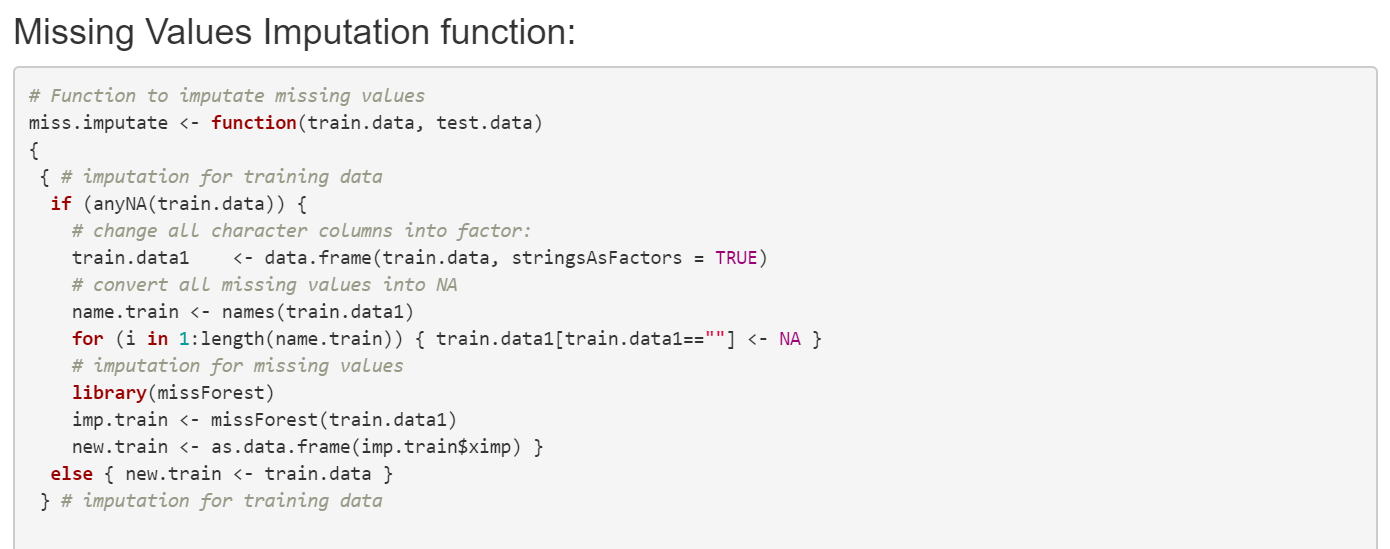 Missing Values Imputation function:
# Function to imputate missing values
miss.imputate <- function(train.data, test.data)
{
{ # imputation for training data
if (anyNA(train.data)) {
# change all character columns into factor:
train.data1    <- data.frame(train.data, stringsAsFactors = TRUE)
# convert all missing values into NA
name.train <- names(train.data1)
for (i in 1:length(name.train)) { train.data1[train.data1==""] <- NA }
# imputation for missing values
library(missForest)
imp.train <- missForest(train.data1)
new.train <- as.data.frame(imp.train$ximp) }
else { new.train <- train.data }
} # imputation for training data